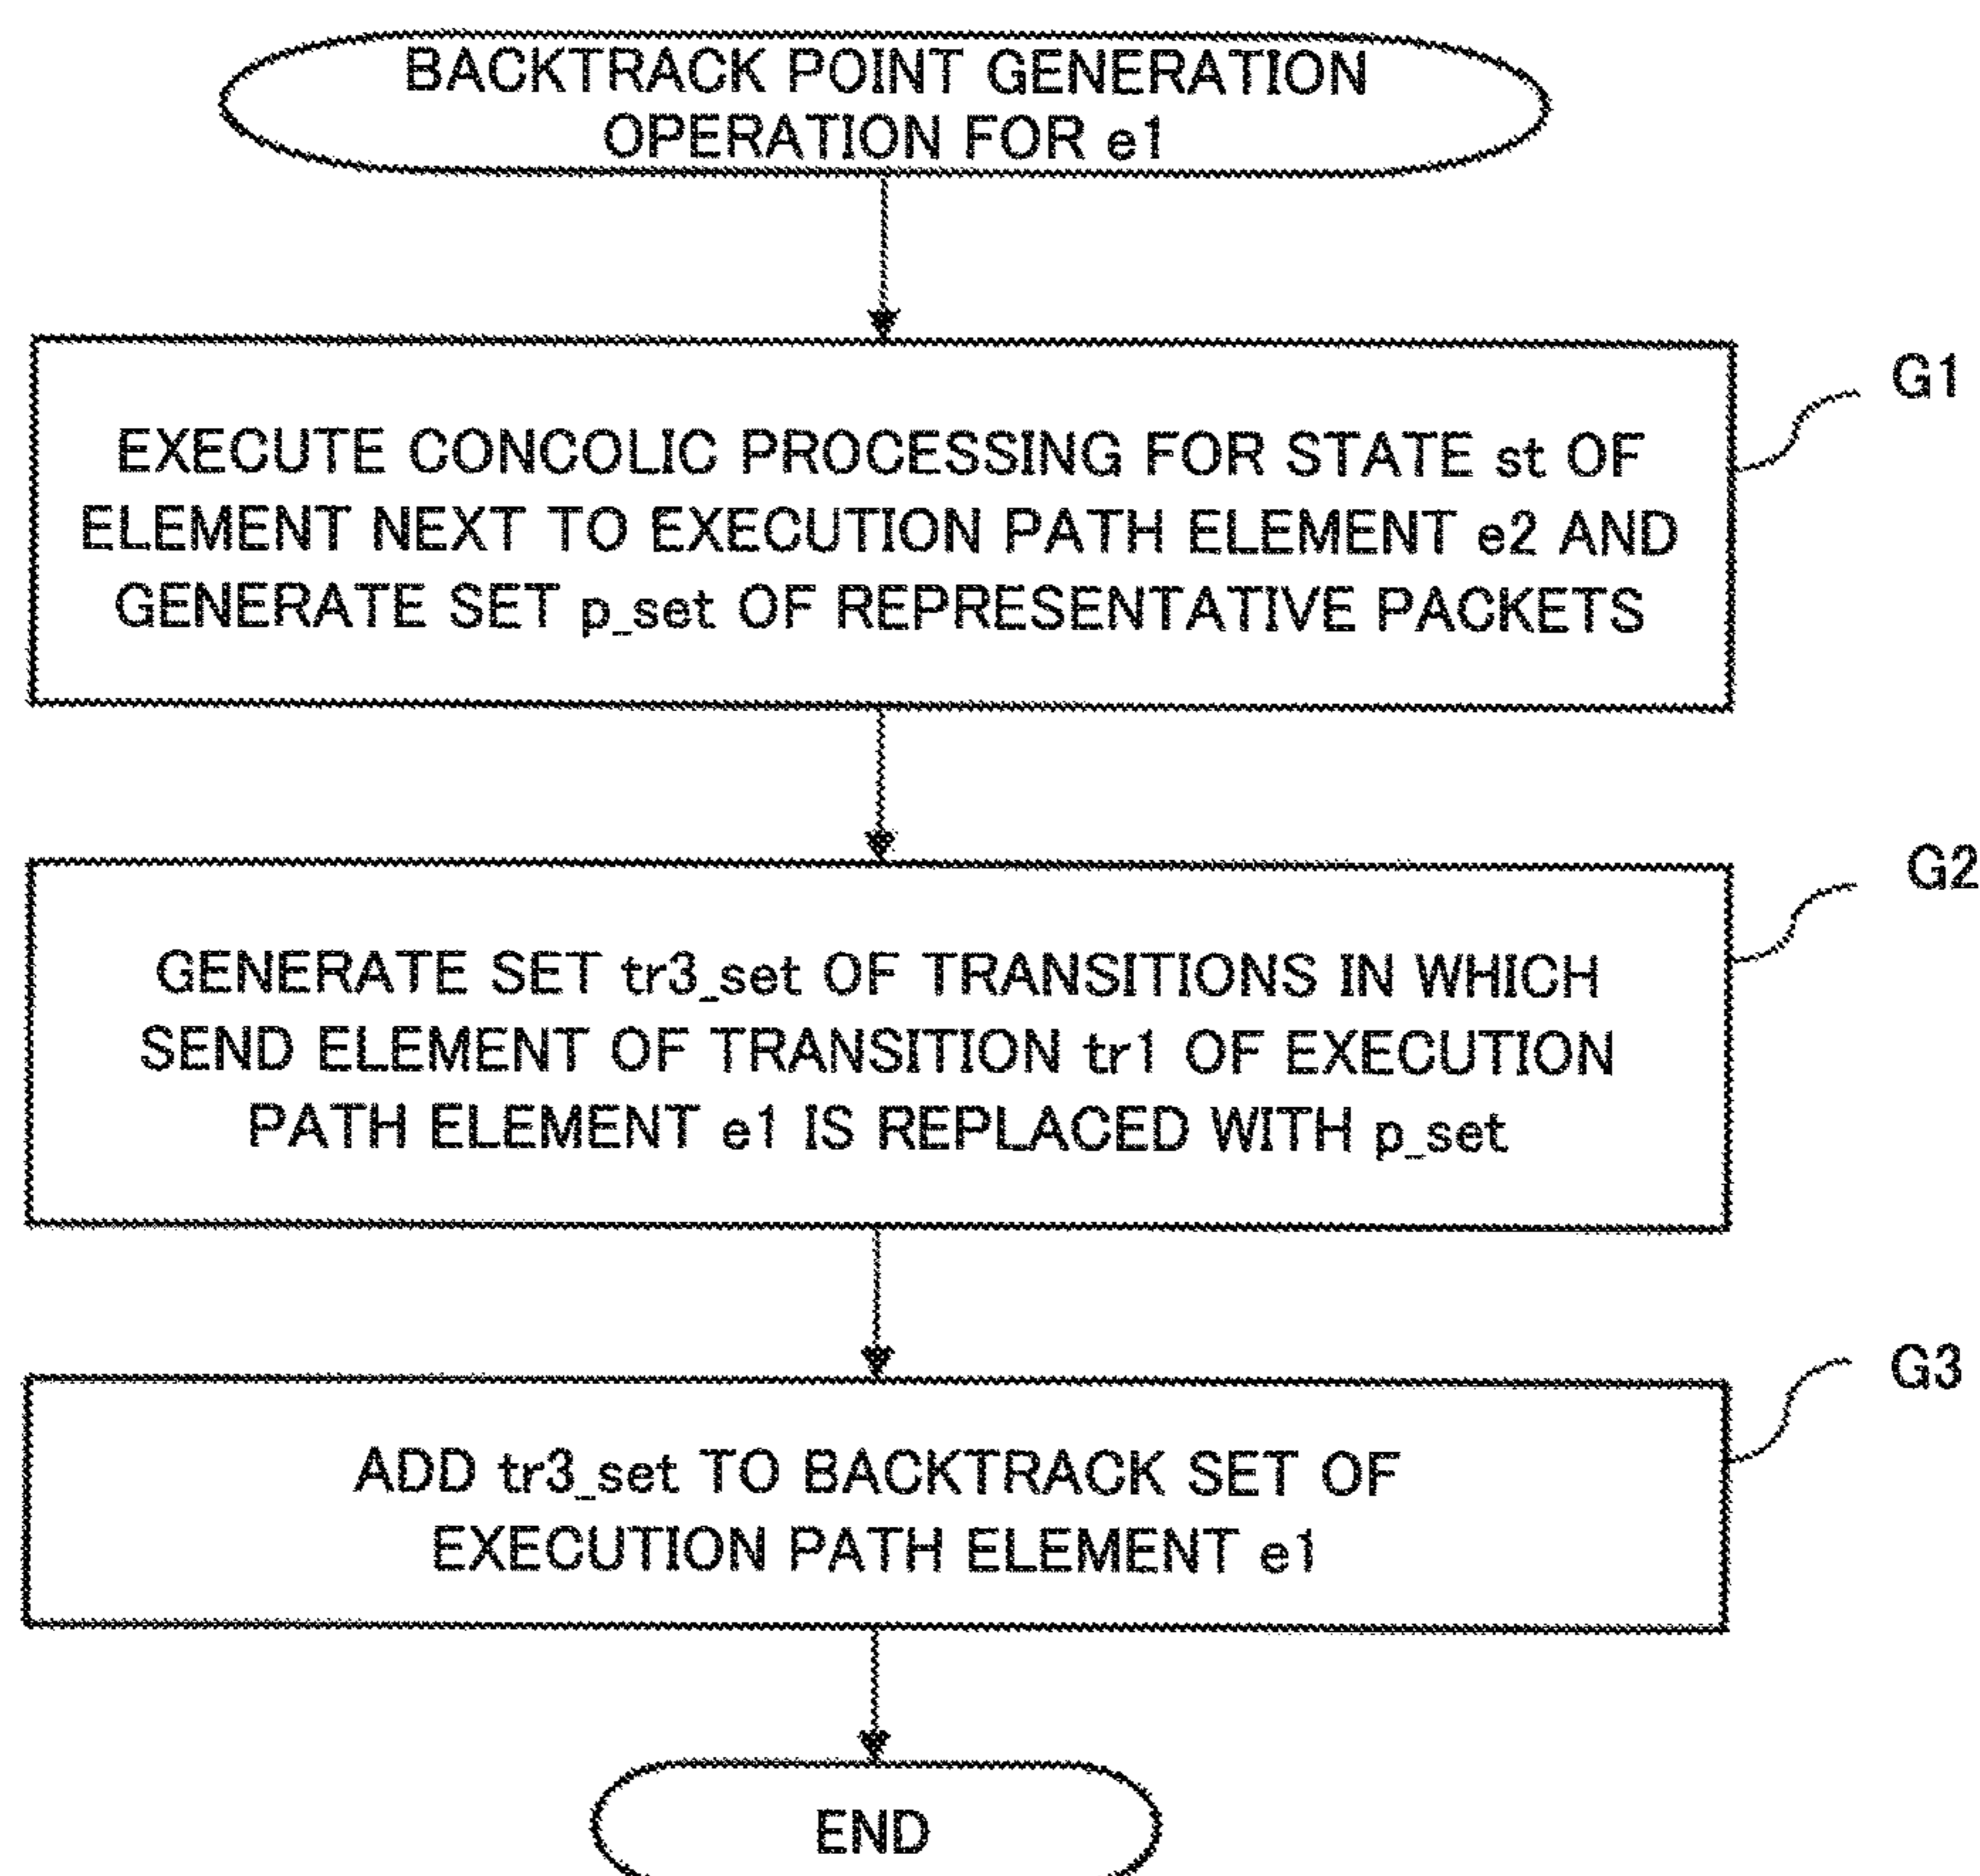 BACKTRACK POINT GENERATION
OPERATION FOR e1
G1
EXECUTE CONCOLIC PROCESSING FOR STATE st OF
ELEMENT NEXT TO EXECUTION PATH ELEMENT e2 AND
GENERATE SET p_set OF REPRESENTATIVE PACKETS
G2
GENERATE SET tr3_set OF TRANSITIONS IN WHICH
SEND ELEMENT OF TRANSITION tr1 OF EXECUTION
PATH ELEMENT e1 IS REPLACED WITH p_set
G3
ADD tr3_set TO BACKTRACK SET OF
EXECUTION PATH ELEMENT e1
END